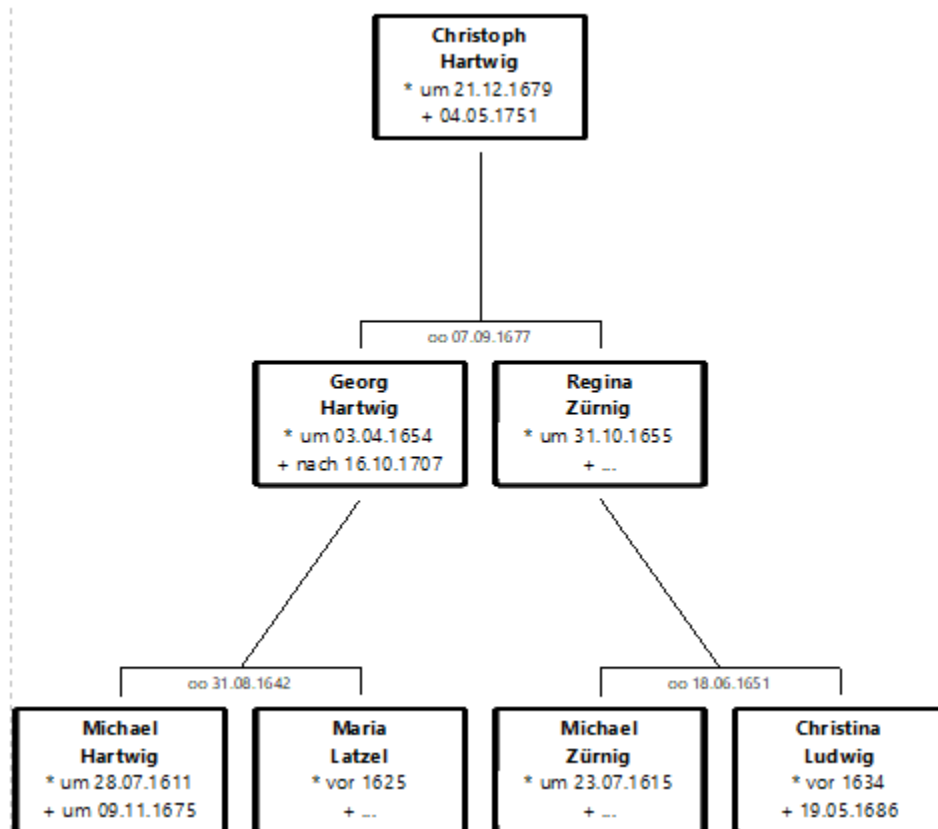 Christoph
Hartwig
* um 21.12.1679
+ 04.05.1751
oo 07.09.1677
Georg
Hartwig
* um 03.04.1654
+ nach 16.10.1707
Regina
Zürnig
* um 31.10.1655
+ ...
oo 31.08.1642
oo 18.06.1651
Michael
Hartwig
* um 28.07.1611
+ um 09.11.1675
Maria
Latzel
* vor 1625
+ ...
Michael
Zürnig
* um 23.07.1615
+ ...
Christina
Ludwig
* vor 1634
+ 19.05.1686